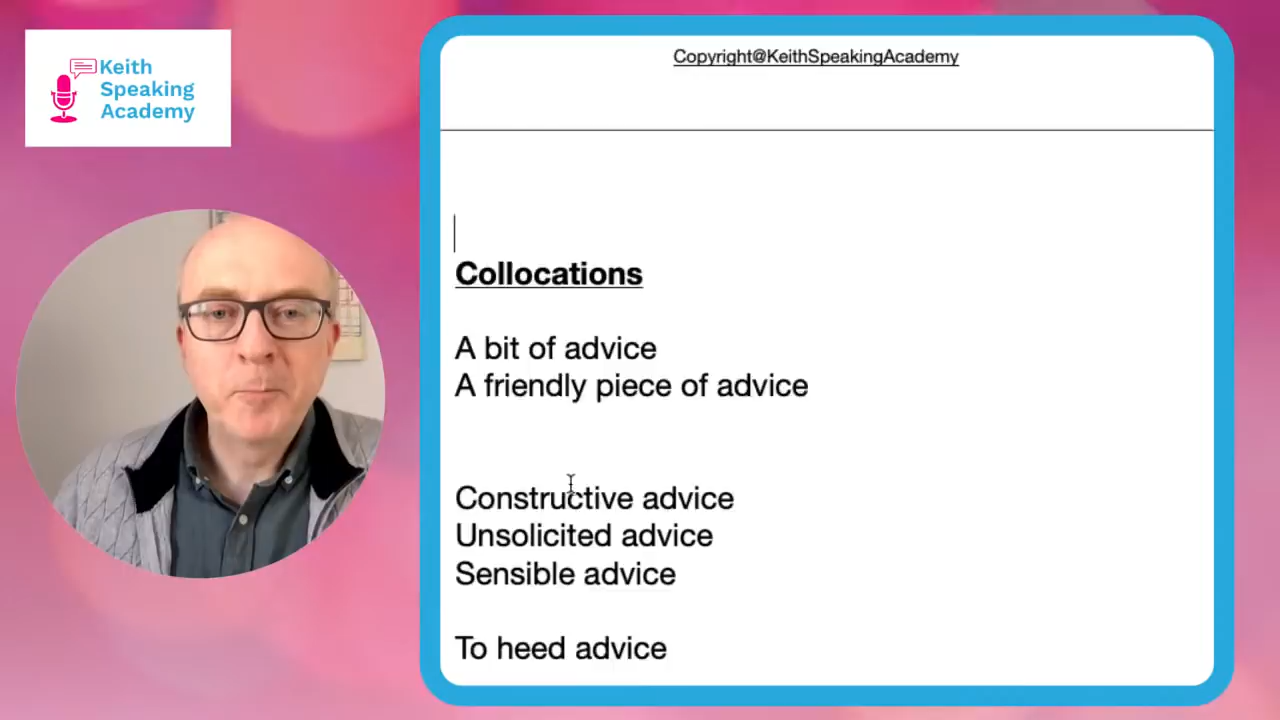 Keith
Speaking
Academy
Copyright@KeithSpeakingAcademy
Collocations
A bit of advice
A friendly piece of advice
Constructive advice
Unsolicited advice
Sensible advice
To heed advice